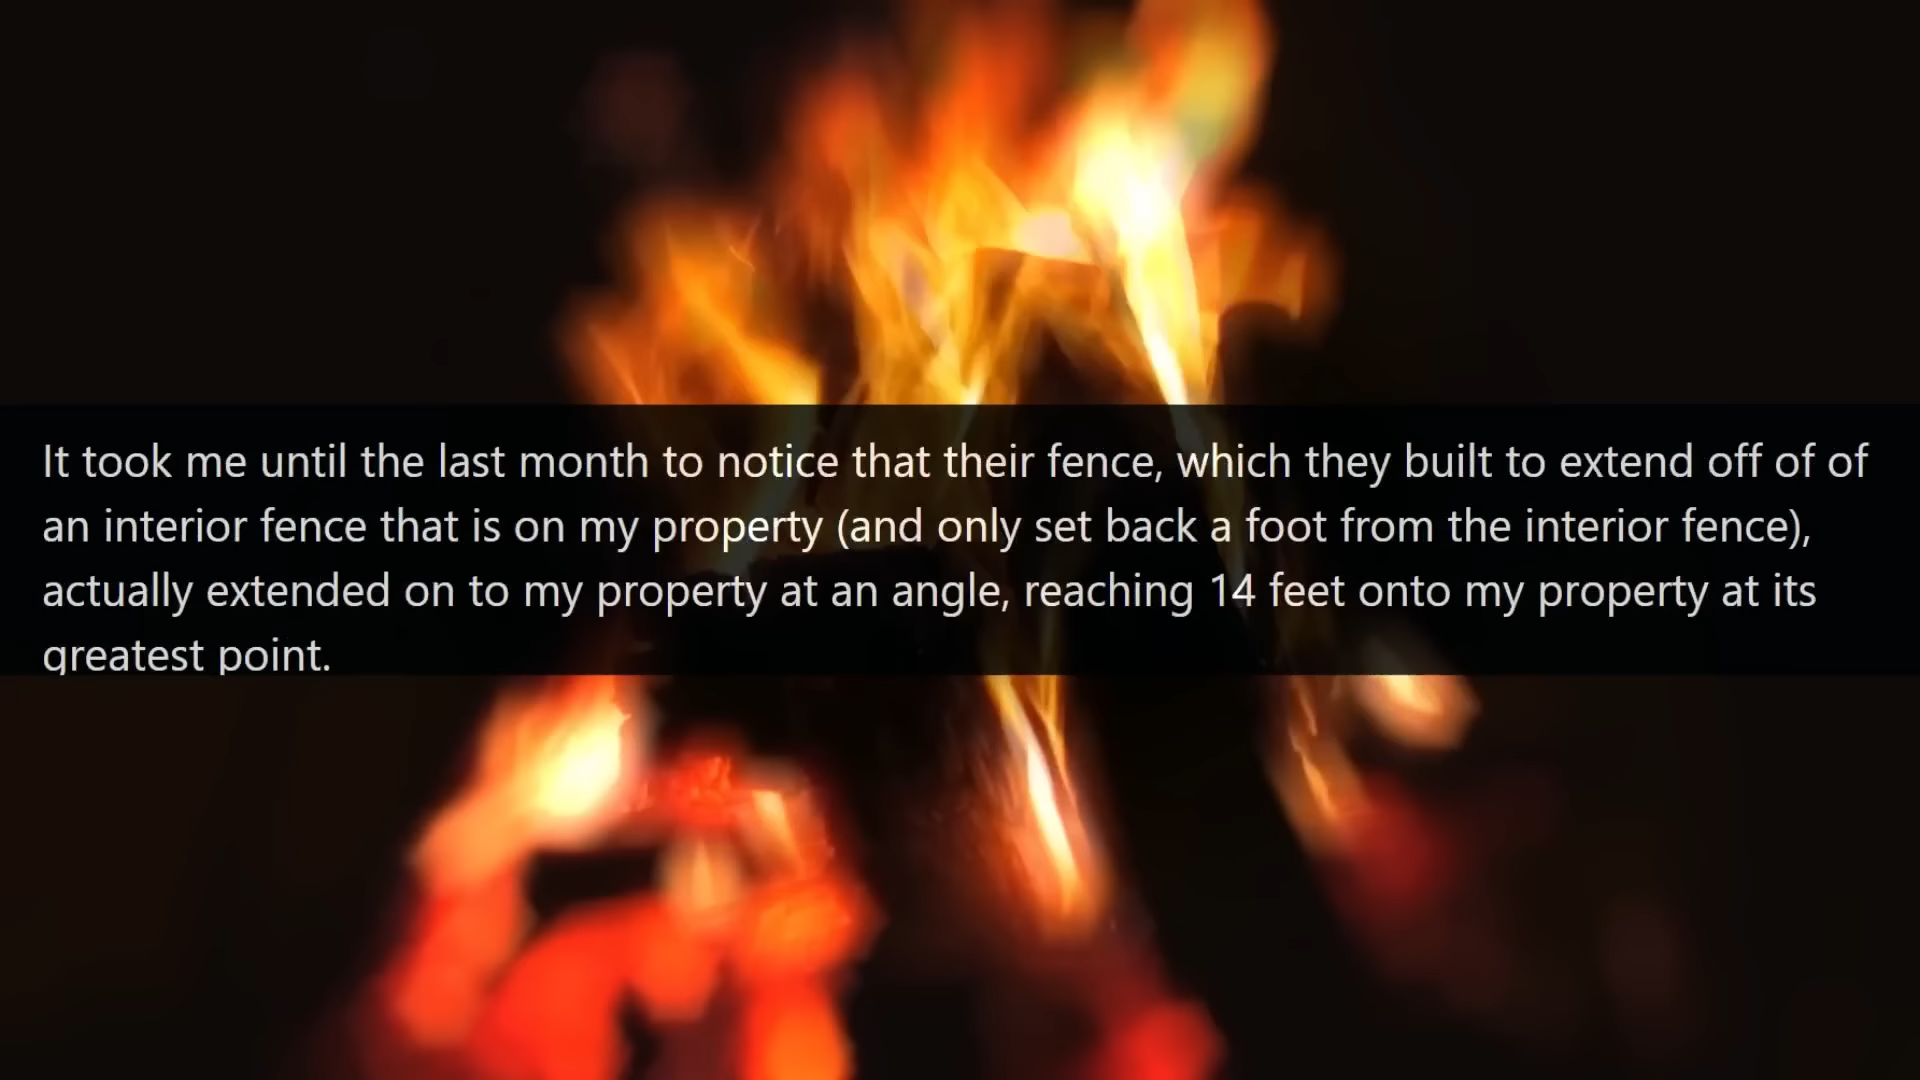 It took me until the last month to notice that their fence, which they built to extend off of of
an interior fence that is on my property (and only set back a foot from the interior fence),
actually extended on to my property at an angle, reaching 14 feet onto my property at its
greatest point.